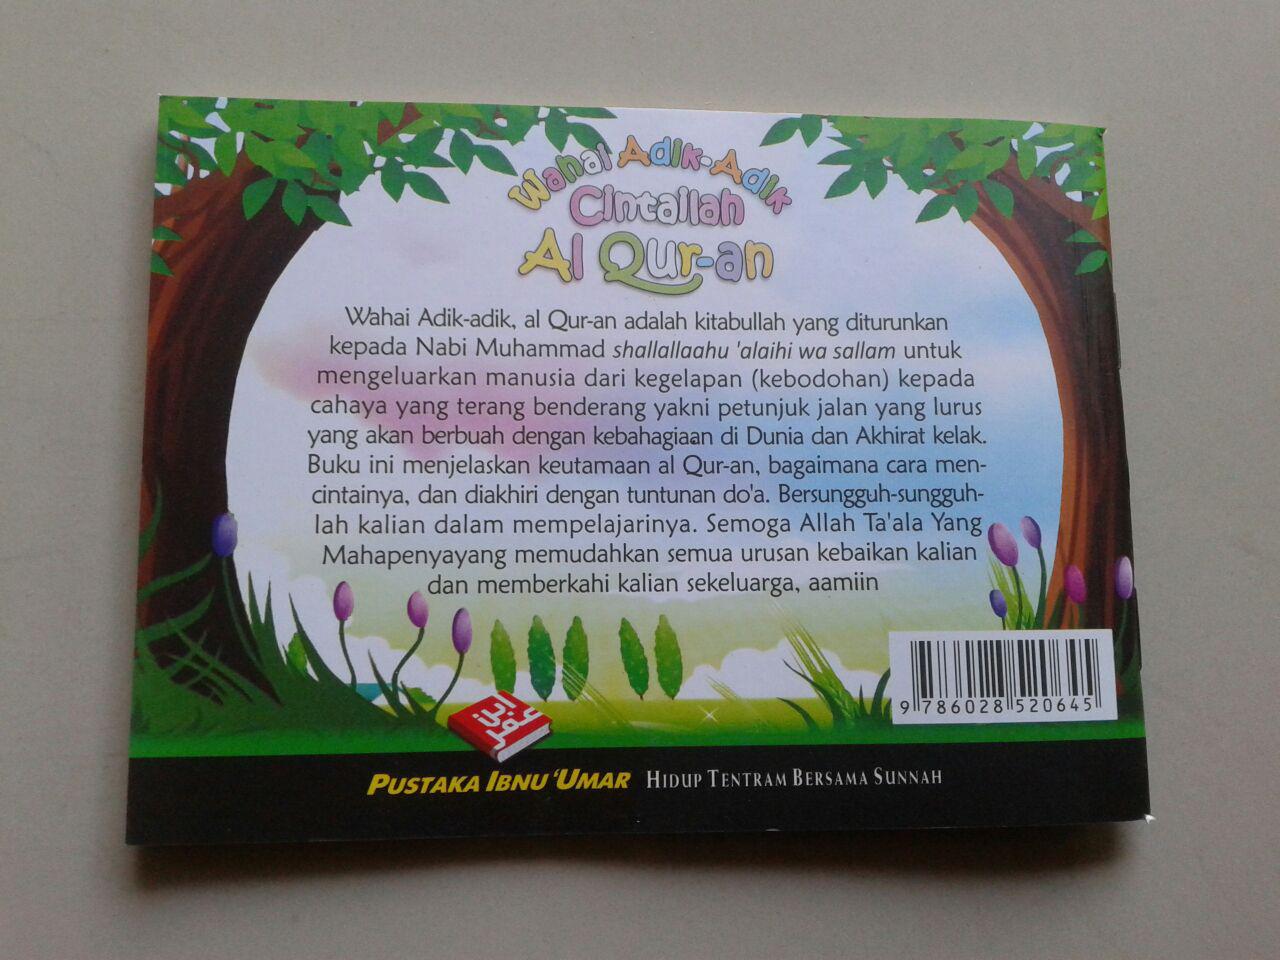 Wahai Adik-Adik
Cintailah
Al Qur-an
Wahai Adik-adik, al Qur-an adalah kitabullah yang diturunkan
kepada Nabi Muhammad shallallaahu 'alaihi wa sallam untuk
mengeluarkan manusia dari kegelapan (kebodohan) kepada
cahaya yang terang benderang yakni petunjuk jalan yang lurus
yang akan berbuah dengan kebahagiaan di Dunia dan Akhirat kelak.
Buku ini menjelaskan keutamaan al Qur-an, bagaimana cara men-
cintainya, dan diakhiri dengan tuntunan do'a. Bersungguh-sungguh-
lah kalian dalam mempelajarinya. Semoga Allah Ta'ala Yang
Mahapenyayang memudahkan semua urusan kebaikan kalian
dan memberkahi kalian sekeluarga, aamiin
9 786028 520645
ابن
عمر
PUSTAKA IBNU 'UMAR HIDUP TENTRAM BERSAMA SUNNAH